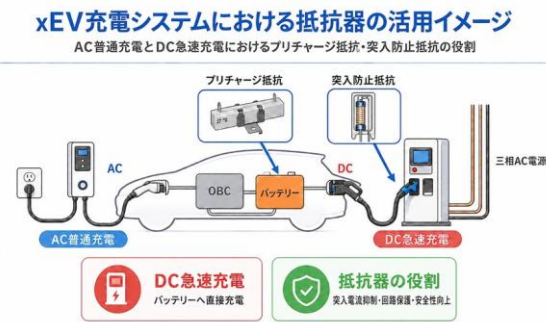 xEV充電システムにおける抵抗器の活用イメージ
AC普通充電とDC急速充電におけるプリチャージ抵抗・突入防止抵抗の役割
プリチャージ抵抗
突入防止抵抗
AC
OBC
バッテリー
DC
三相AC電源
AC普通充電
DC急速充電
DC急速充電
バッテリーへ直接充電
抵抗器の役割
突入電流抑制・回路保護・安全性向上